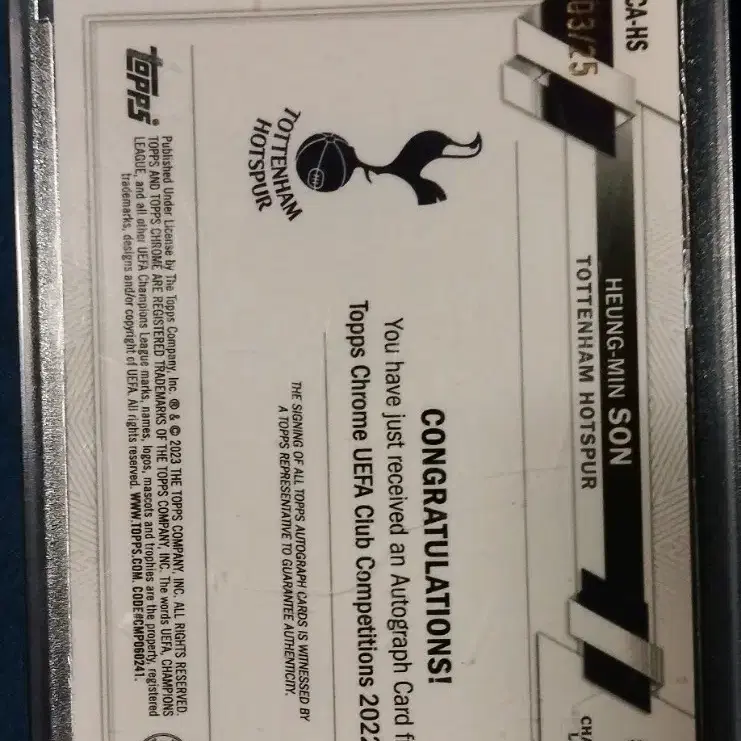 CA-HS
03/25
HEUNG-MIN SON
TOTTENHAM HOTSPUR
TOTTENHAM
HOTSPUR
CONGRATULATIONS!
You have just received an Autograph Card f
Topps Chrome UEFA Club Competitions 2022
THE SIGNING OF ALL TOPPS AUTOGRAPH CARDS IS WITNESSED BY
A TOPPS REPRESENTATIVE TO GUARANTEE AUTHENTICITY.
topps
Published Under License by The Topps Company, Inc. ® & © 2023 THE TOPPS COMPANY, INC. ALL RIGHTS RESERVED.
TOPPS AND TOPPS CHROME ARE REGISTERED TRADEMARKS OF THE TOPPS COMPANY, INC. The words UEFA, CHAMPIONS
LEAGUE, and all other UEFA Champions League marks, names, logos, mascots and trophies are the property, registered
trademarks, designs and/or copyright of UEFA. All rights reserved. WWW.TOPPS.COM. CODE#CMP060241.